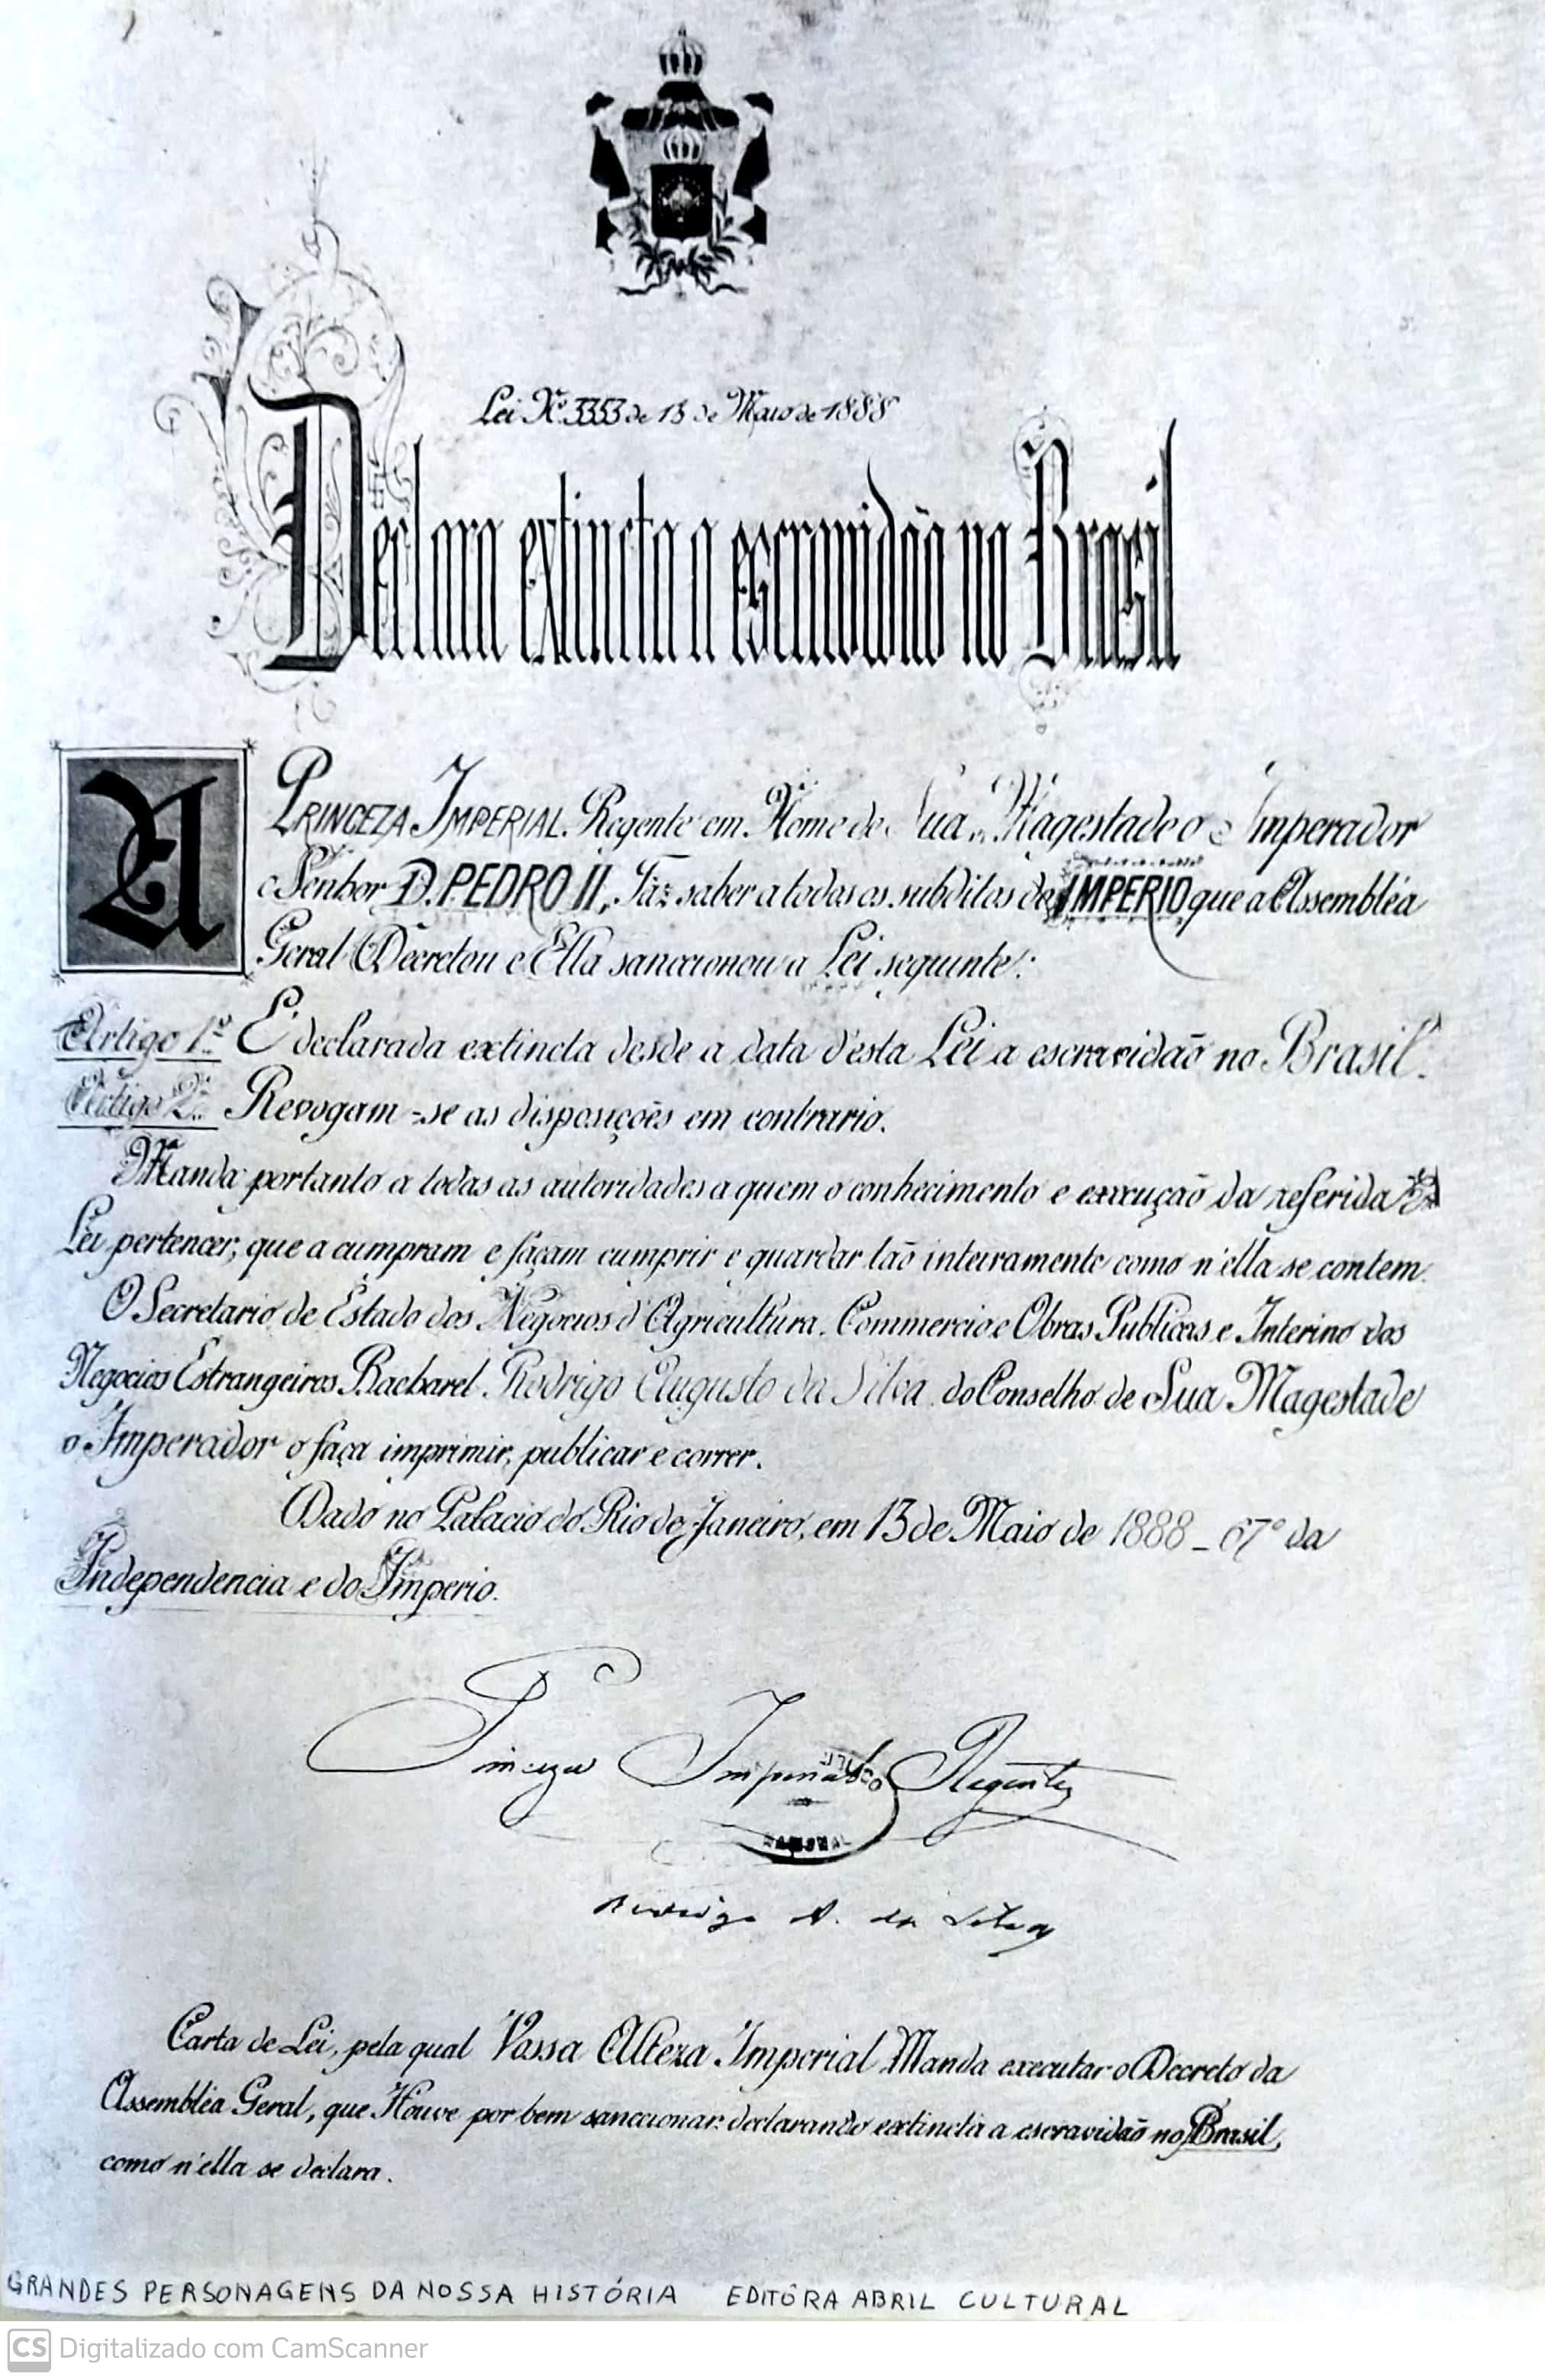 Lei Nº 3353 de 13 de Maio de 1888
Declara extincta a escravidão no Brasil
A PRINCEZA IMPERIAL. Regente em Nome de Sua Magestade o Imperador
o Senhor D. PEDRO II, Faz saber a todos os subditos do IMPERIO que a Assembléa
Geral Decretou e Ella sanccionou a Lei seguinte:
Artigo 1º É declarada extincta desde a data d'esta Lei a escravidão no Brasil.
Artigo 2º Revogam-se as disposições em contrario.
Manda portanto a todas as autoridades a quem o conhecimento e execução da referida
Lei pertencer, que a cumpram e façam cumprir e guardar tão inteiramente como n'ella se contem.
O Secretario de Estado dos Negocios d'Agricultura, Commercio e Obras Publicas e Interino dos
Negocios Estrangeiros Bacharel Rodrigo Augusto da Silva do Conselho de Sua Magestade
o Imperador o faça imprimir, publicar e correr.
Dado no Palacio do Rio de Janeiro, em 13 de Maio de 1888 - 67º da
Independencia e do Imperio.
Princeza Imperial Regente
Rodrigo A. da Silva
Carta de Lei, pela qual Vossa Alteza Imperial Manda executar o Decreto da
Assembléa Geral, que Houve por bem sanccionar declarando extincta a escravidão no Brasil,
como n'ella se declara.
GRANDES PERSONAGENS DA NOSSA HISTÓRIA EDITÔRA ABRIL CULTURAL
CS Digitalizado com CamScanner